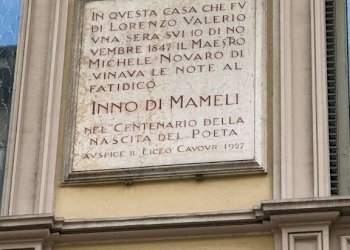 IN QUESTA CASA CHE FV
DI LORENZO VALERIO
VNA SERA SVL 10 DI NO
VEMBRE 1847 IL MAESTRO
MICHELE NOVARO DI
VINAVA LE NOTE AL
FATIDICO
INNO DI MAMELI
NEL CENTENARIO DELLA
NASCITA DEL POETA
AVSPICE IL LICEO CAVOVR 1927